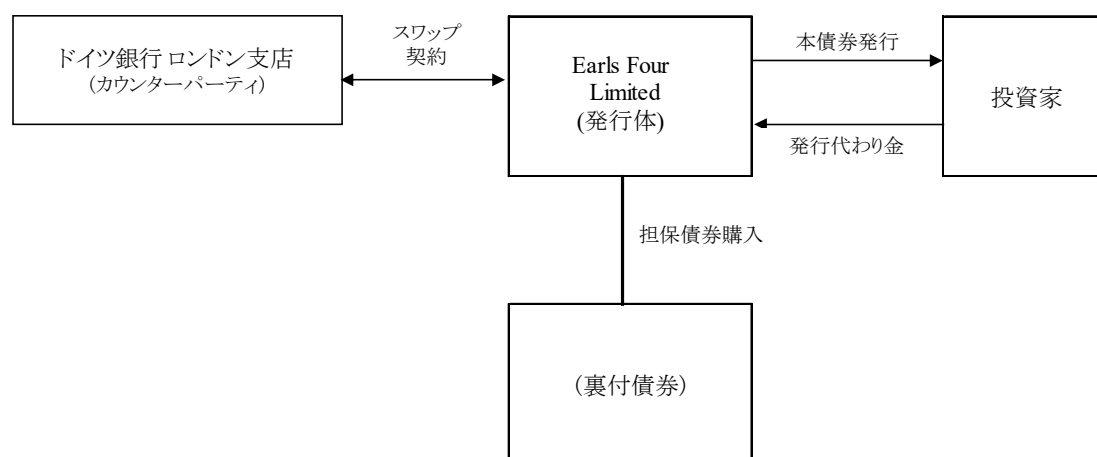 ドイツ銀行 ロンドン支店
(カウンターパーティ)
スワップ
契約
Earls Four
Limited
(発行体)
本債券発行
発行代わり金
投資家
担保債券購入
(裏付債券)